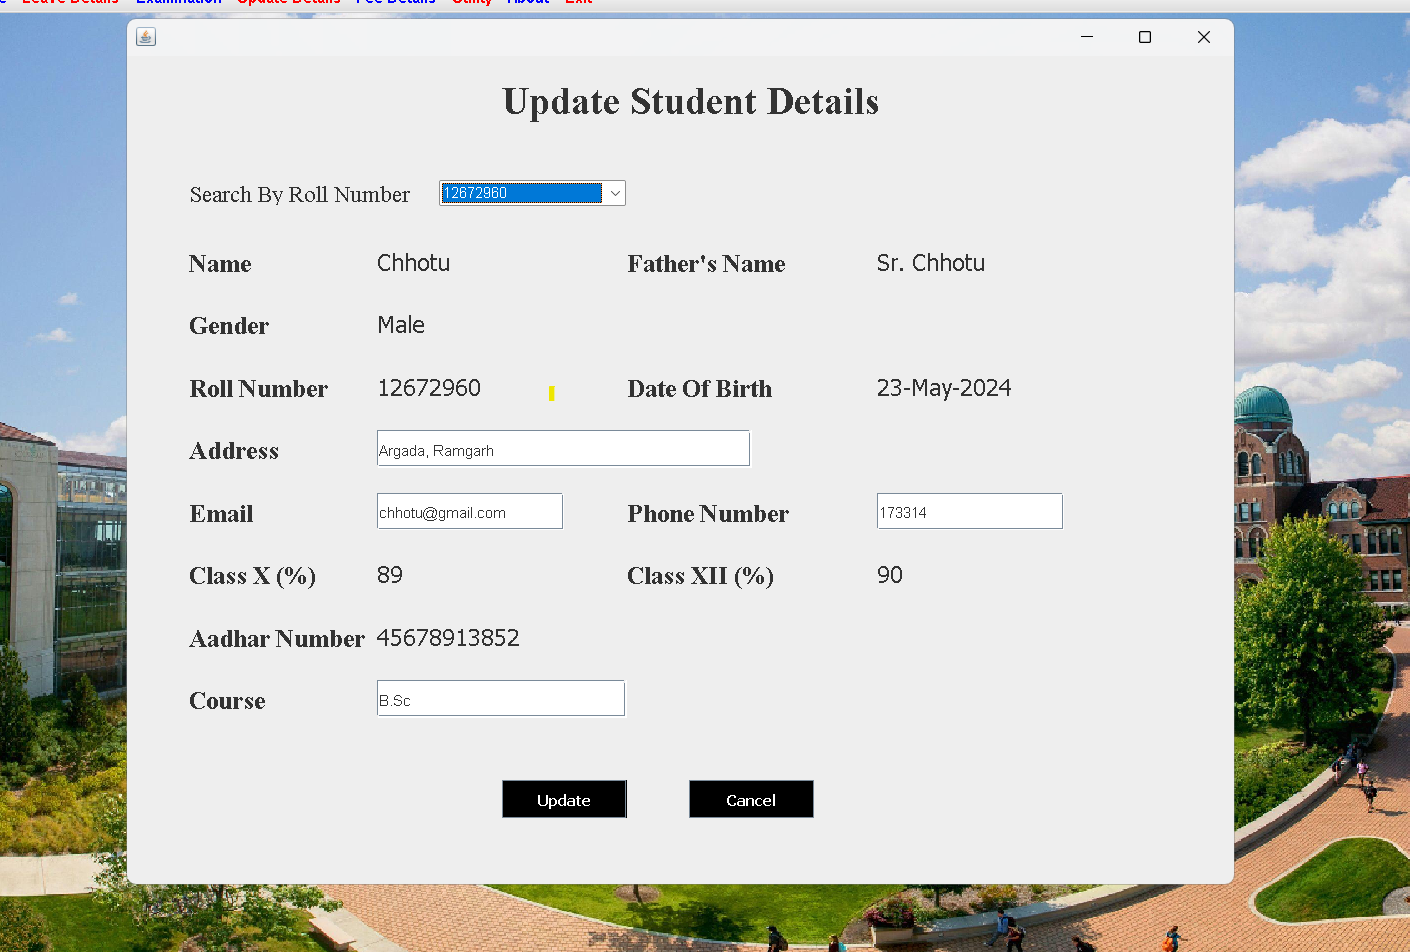 Leave Details Examination Update Details Fee Details Utility About Exit
Update Student Details
Search By Roll Number 12672960
Name Chhotu Father's Name Sr. Chhotu
Gender Male
Roll Number 12672960 Date Of Birth 23-May-2024
Address Argada, Ramgarh
Email chhotu@gmail.com Phone Number 173314
Class X (%) 89 Class XII (%) 90
Aadhar Number 45678913852
Course B.Sc
Update Cancel